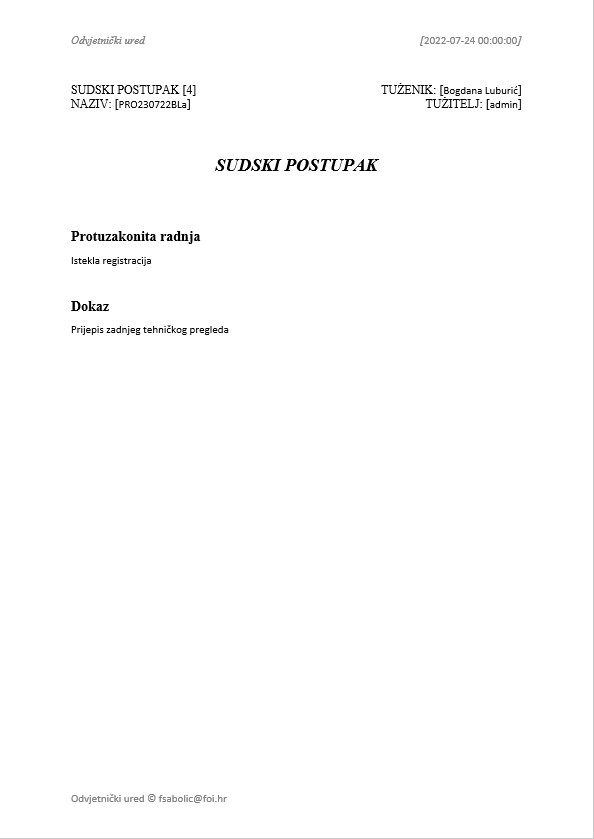 Odvjetnički ured [2022-07-24 00:00:00]
SUDSKI POSTUPAK [4] TUŽENIK: [Bogdana Luburić]
NAZIV: [PRO230722BLa] TUŽITELJ: [admin]
SUDSKI POSTUPAK
Protuzakonita radnja
Istekla registracija
Dokaz
Prijepis zadnjeg tehničkog pregleda
Odvjetnički ured © fsabolic@foi.hr